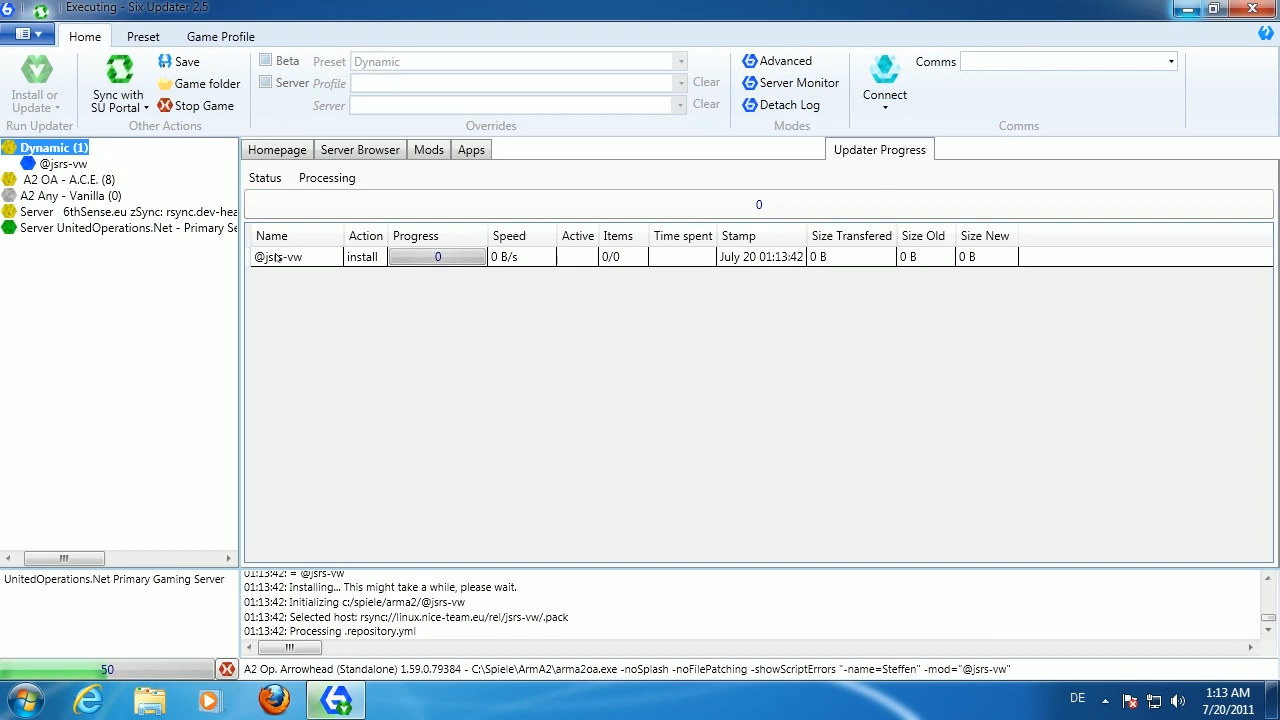 Executing - Six Updater 2.5
Home Preset Game Profile
Install or Update
Run Updater
Sync with SU Portal
Save
Game folder
Stop Game
Other Actions
Beta Preset Dynamic
Server Profile Clear
Server Clear
Overrides
Advanced
Server Monitor
Detach Log
Modes
Connect
Comms
Comms
Dynamic (1)
@jsrs-vw
A2 OA - A.C.E. (8)
A2 Any - Vanilla (0)
Server 6thSense.eu zSync: rsync.dev-hea
Server UnitedOperations.Net - Primary Se
Homepage Server Browser Mods Apps Updater Progress
Status Processing
0
Name Action Progress Speed Active Items Time spent Stamp Size Transfered Size Old Size New
@jsrs-vw install 0 0 B/s 0/0 July 20 01:13:42 0 B 0 B 0 B
UnitedOperations.Net Primary Gaming Server
01:13:42: = @jsrs-vw
01:13:42: Installing... This might take a while, please wait.
01:13:42: Initializing c:/spiele/arma2/@jsrs-vw
01:13:42: Selected host: rsync://linux.nice-team.eu/rel/jsrs-vw/.pack
01:13:42: Processing .repository.yml
50
A2 Op. Arrowhead (Standalone) 1.59.0.79384 - C:\Spiele\ArmA2\arma2oa.exe -noSplash -noFilePatching -showScriptErrors "-name=Steffen" -mod="@jsrs-vw"
DE
1:13 AM
7/20/2011